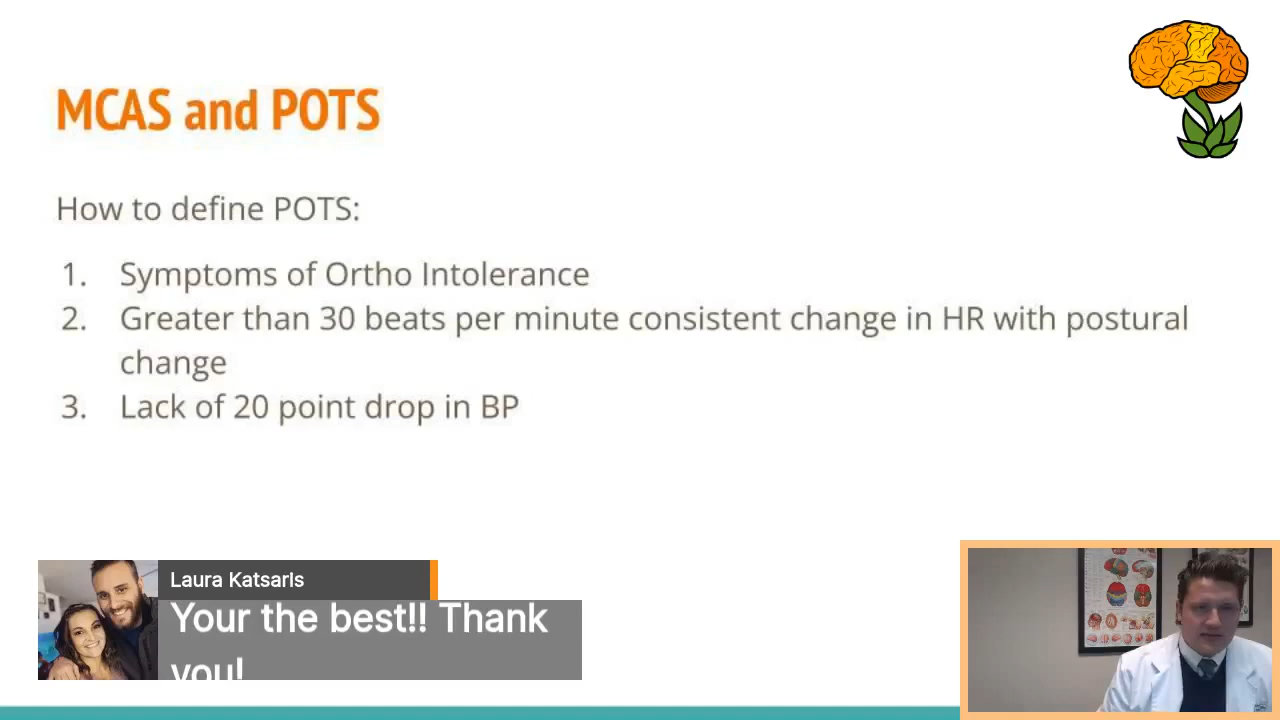 MCAS and POTS
How to define POTS:
1. Symptoms of Ortho Intolerance
2. Greater than 30 beats per minute consistent change in HR with postural
change
3. Lack of 20 point drop in BP
Laura Katsaris
Your the best!! Thank
you!